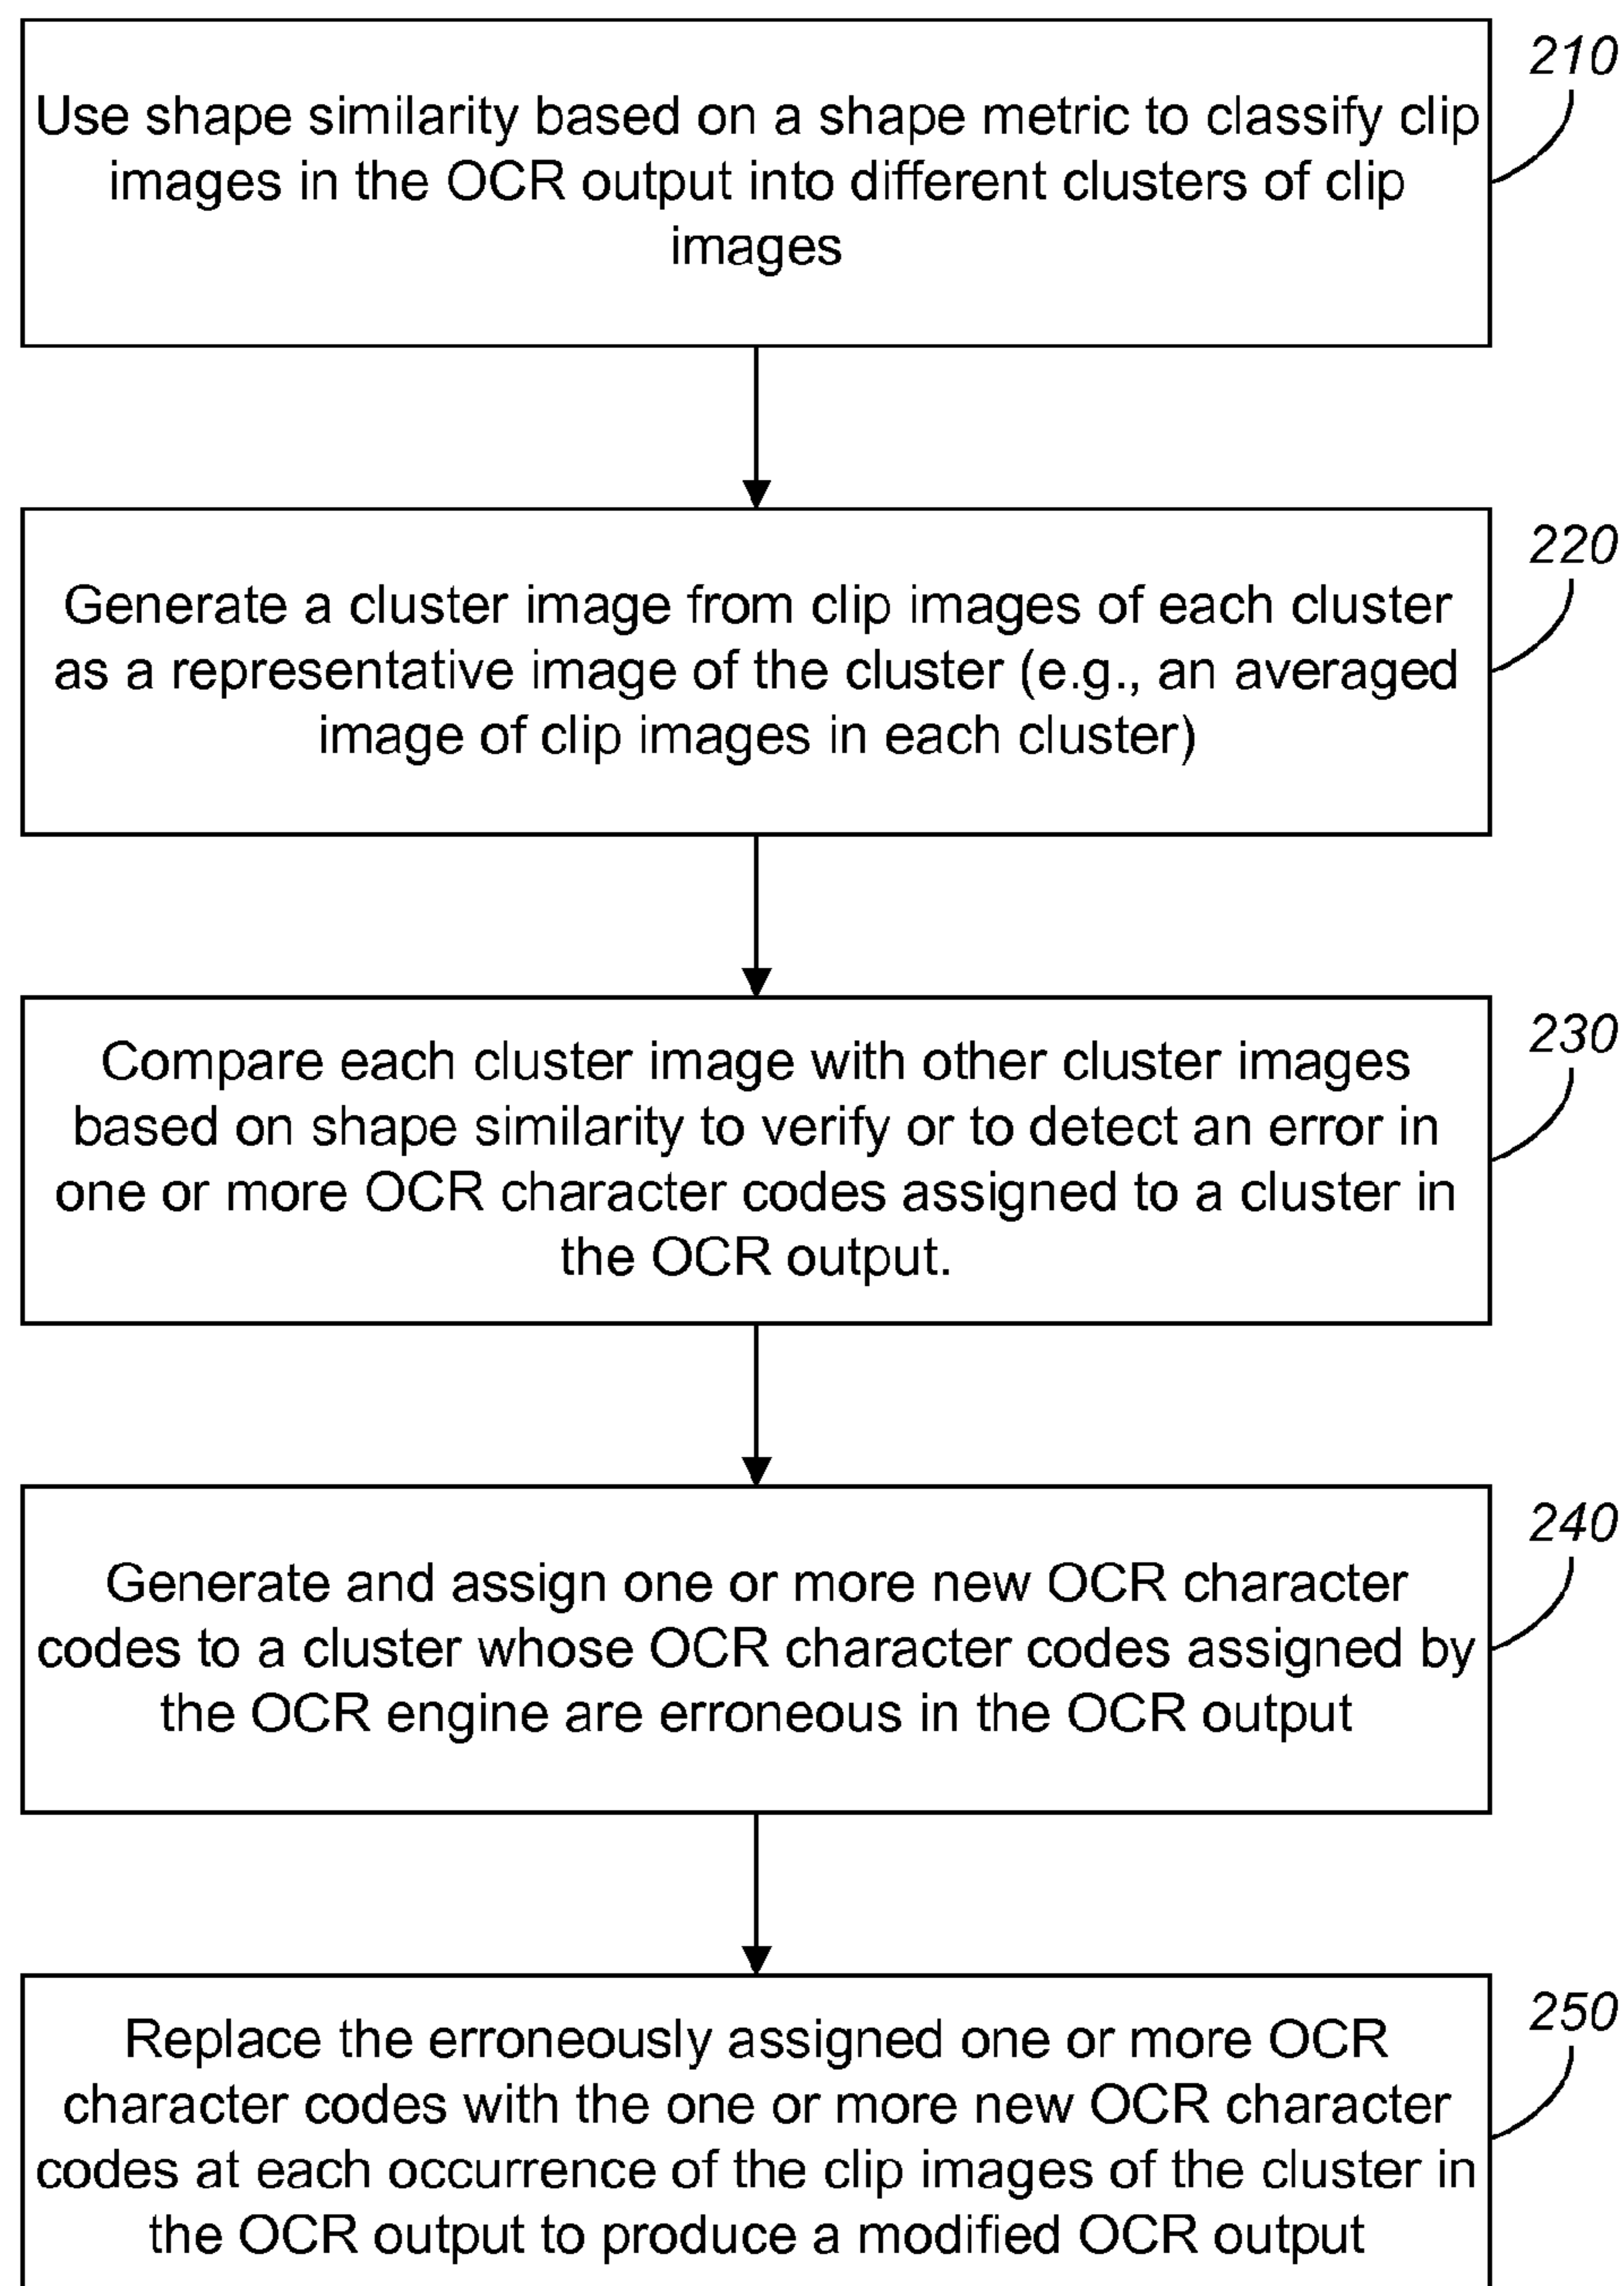 210
Use shape similarity based on a shape metric to classify clip
images in the OCR output into different clusters of clip
images
220
Generate a cluster image from clip images of each cluster
as a representative image of the cluster (e.g., an averaged
image of clip images in each cluster)
230
Compare each cluster image with other cluster images
based on shape similarity to verify or to detect an error in
one or more OCR character codes assigned to a cluster in
the OCR output.
240
Generate and assign one or more new OCR character
codes to a cluster whose OCR character codes assigned by
the OCR engine are erroneous in the OCR output
250
Replace the erroneously assigned one or more OCR
character codes with the one or more new OCR character
codes at each occurrence of the clip images of the cluster in
the OCR output to produce a modified OCR output